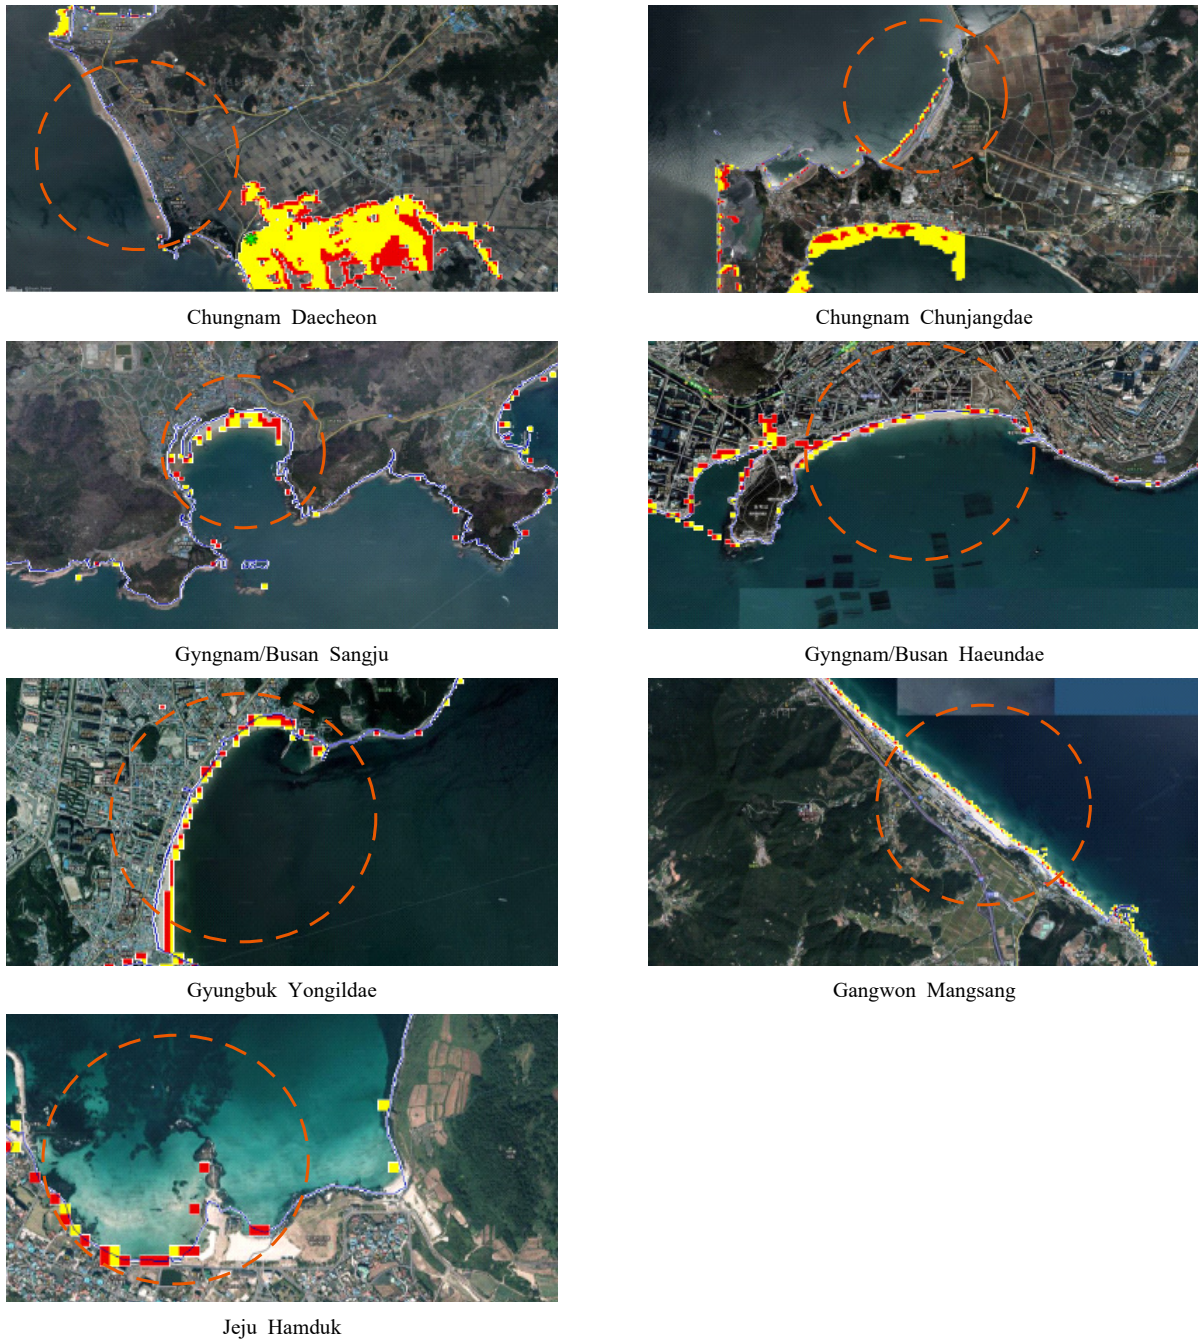 Chungnam Daecheon
Chungnam Chunjangdae
Gyngnam/Busan Sangju
Gyngnam/Busan Haeundae
Gyungbuk Yongildae
Gangwon Mangsang
Jeju Hamduk